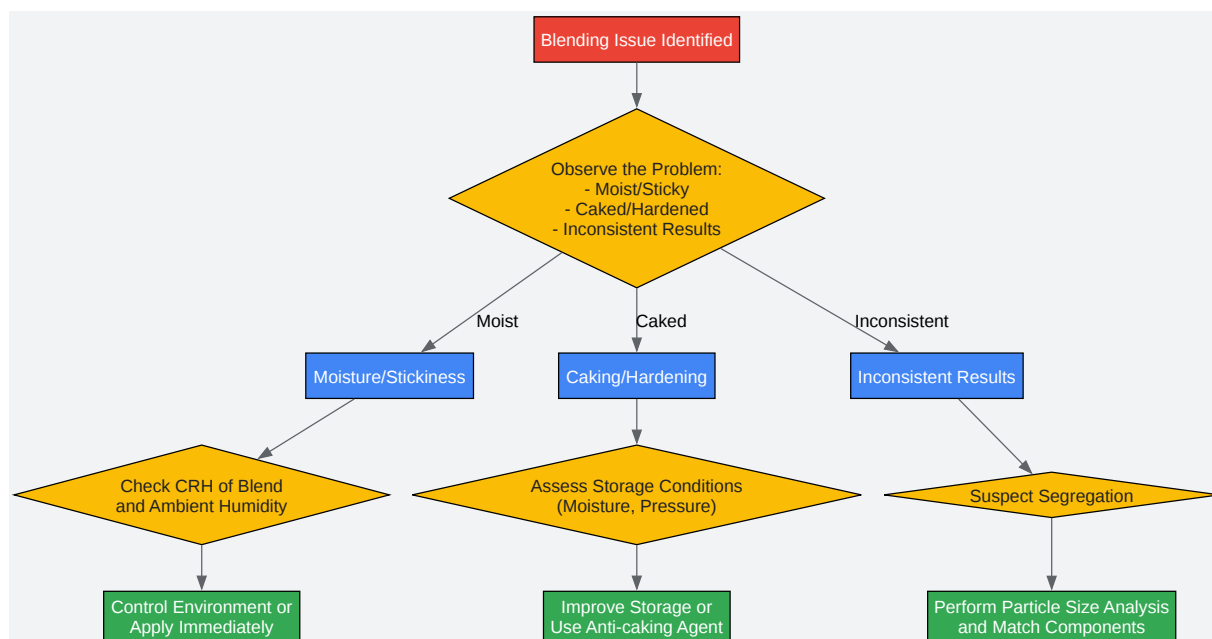 Blending Issue Identified
Observe the Problem:
- Moist/Sticky
- Caked/Hardened
- Inconsistent Results
Moist
Caked
Inconsistent
Moisture/Stickiness
Caking/Hardening
Inconsistent Results
Check CRH of Blend
and Ambient Humidity
Assess Storage Conditions
(Moisture, Pressure)
Suspect Segregation
Control Environment or
Apply Immediately
Improve Storage or
Use Anti-caking Agent
Perform Particle Size Analysis
and Match Components